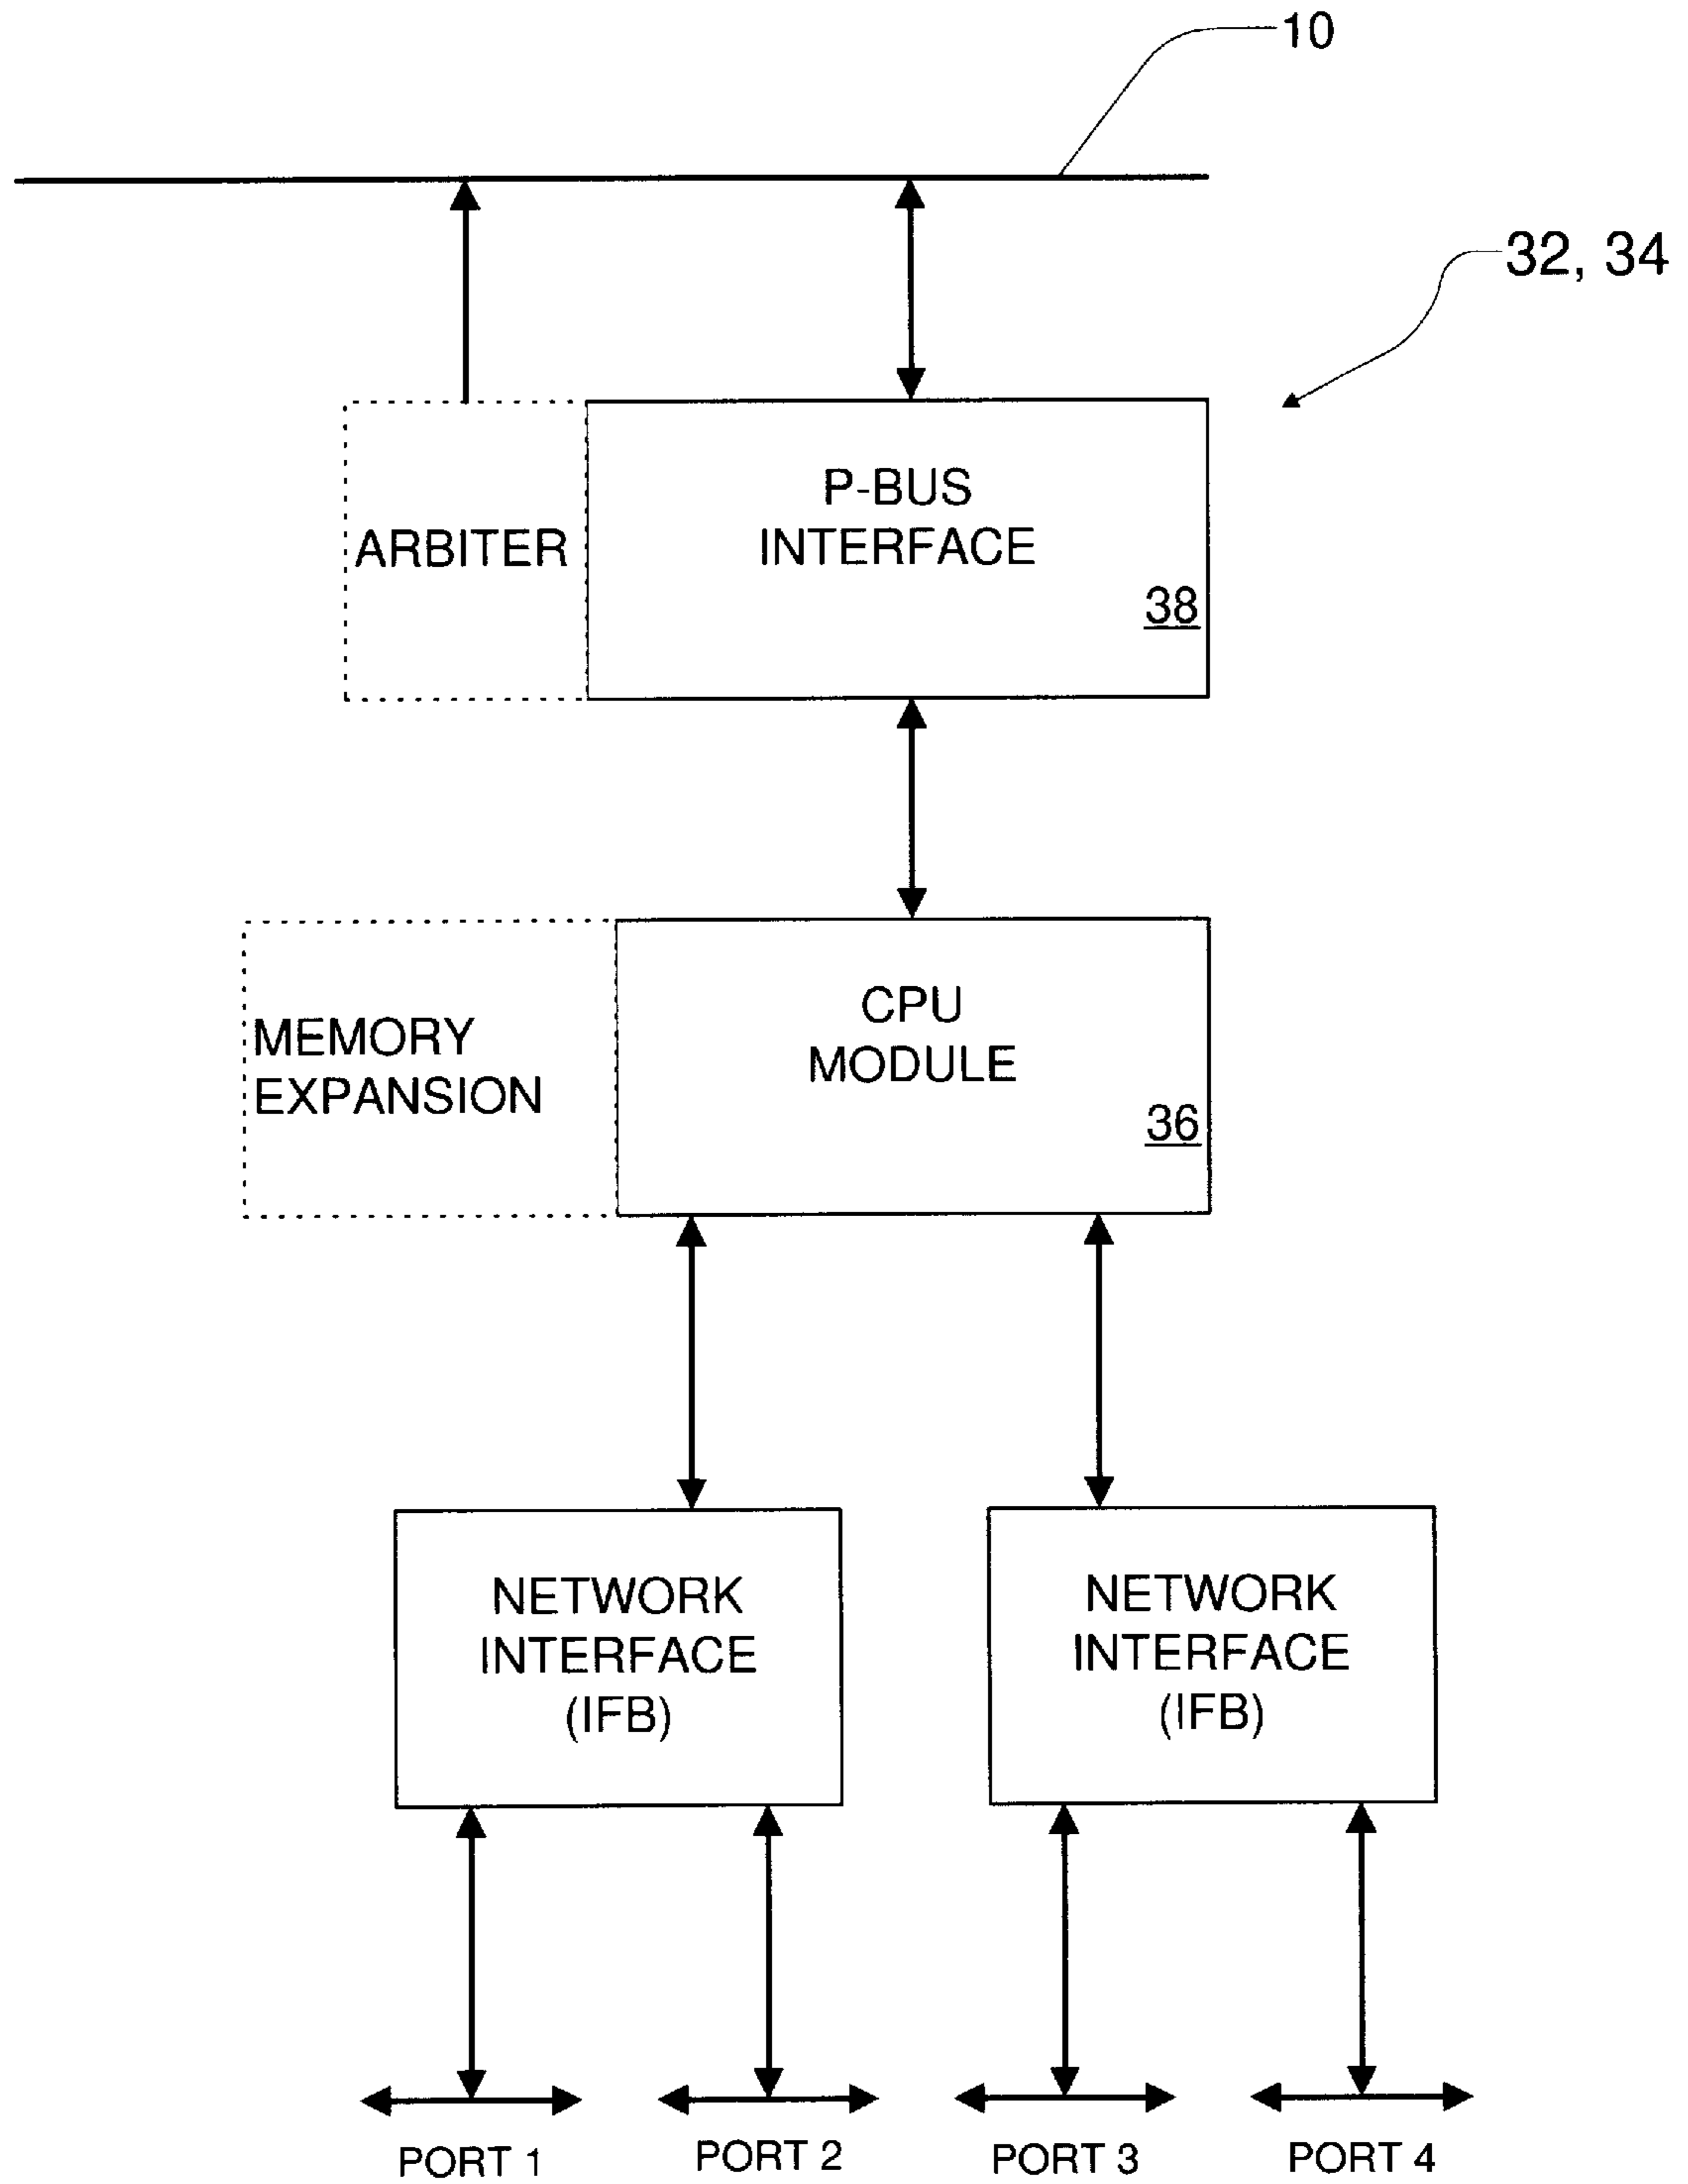 10
32, 34
P-BUS
INTERFACE
ARBITER
38
CPU
MODULE
MEMORY
EXPANSION
36
NETWORK
INTERFACE
(IFB)
NETWORK
INTERFACE
(IFB)
PORT 1
PORT 2
PORT 3
PORT 4